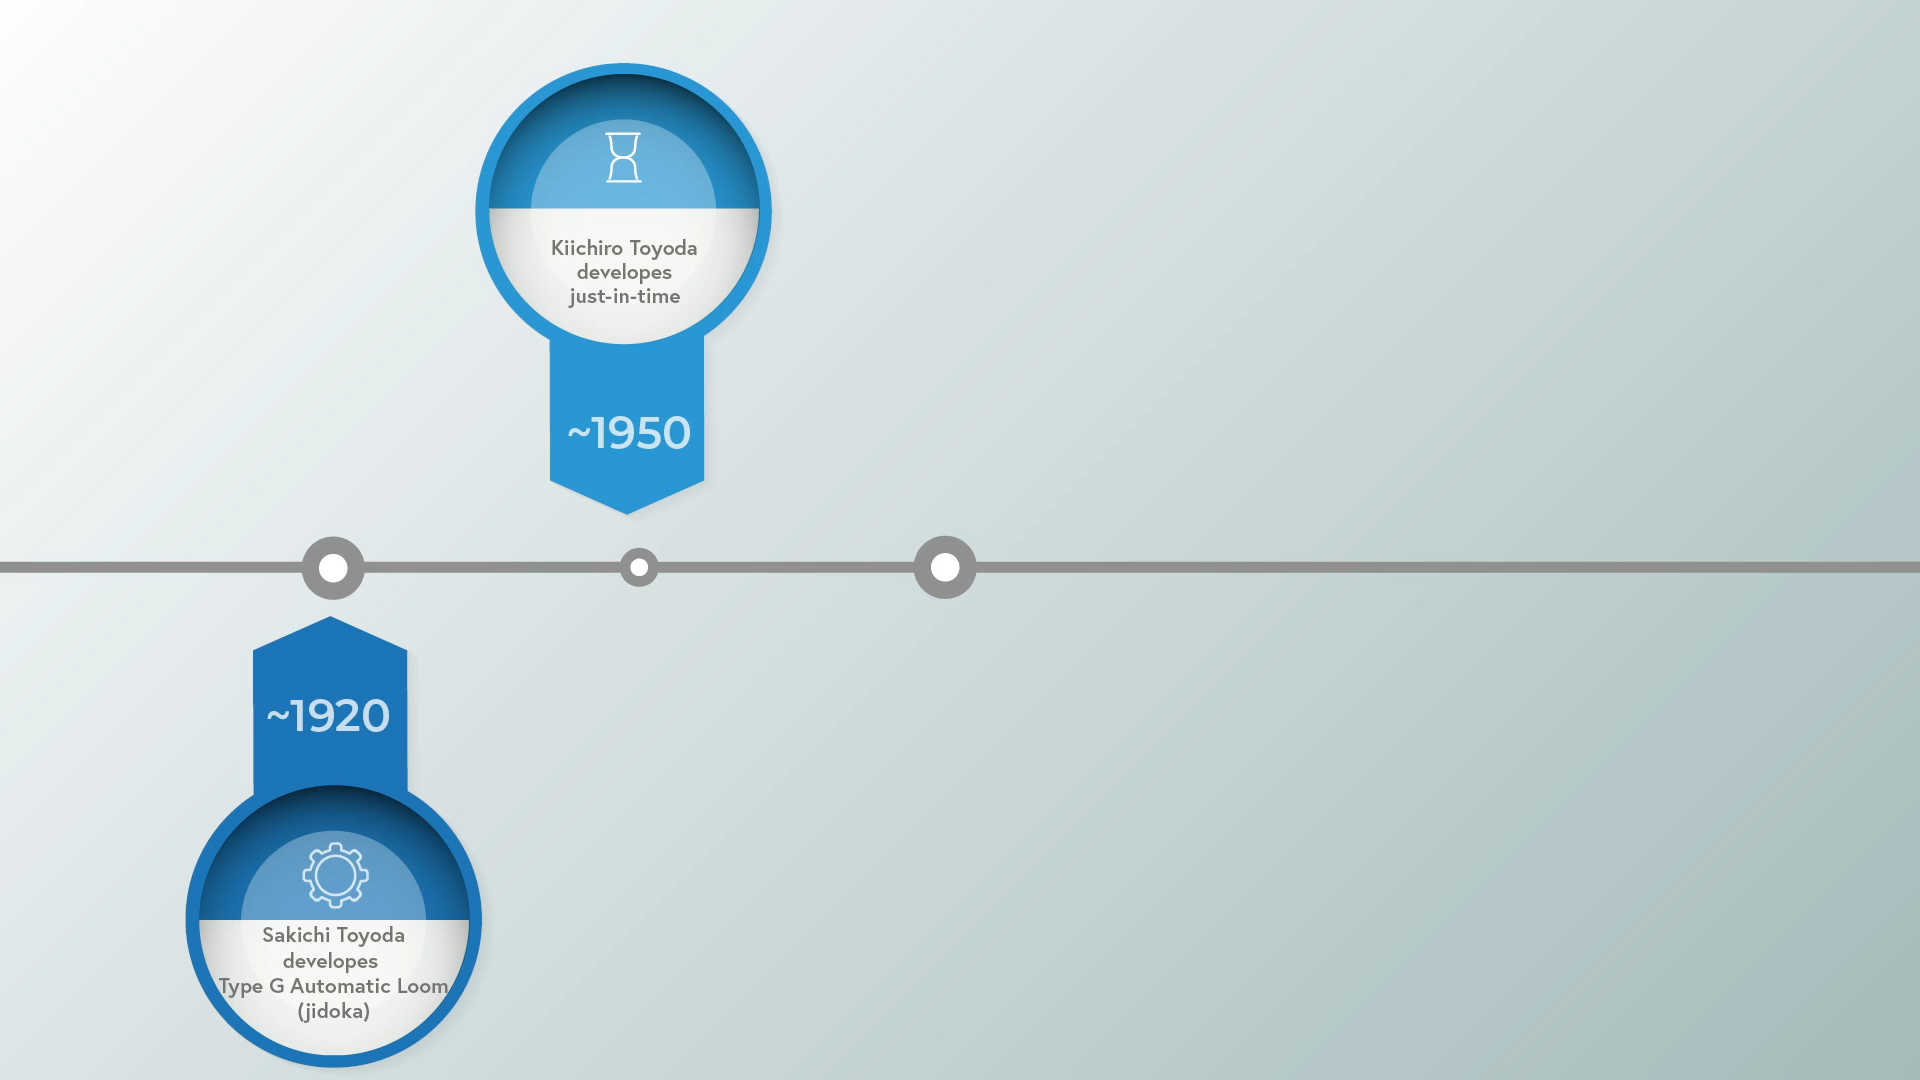 Kiichiro Toyoda
developes
just-in-time
~1950
~1920
Sakichi Toyoda
developes
Type G Automatic Loom
(jidoka)